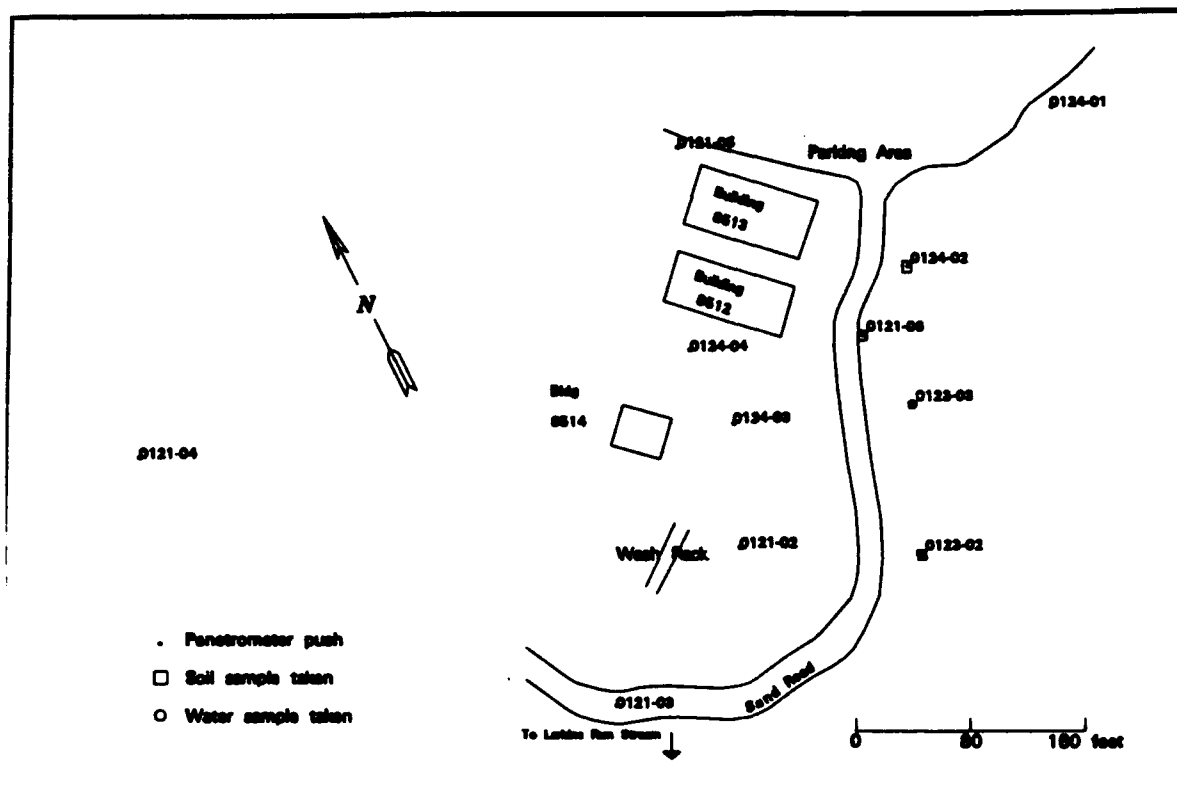 0124-01
0121-05
Parking Area
Building
8513
0124-02
Building
8512
0121-06
0124-04
Bldg
8514
0123-03
0124-03
0121-04
N
0121-02
0123-02
Wash Rack
Penetrometer push
Soil sample taken
Water sample taken
0121-03
Sand Road
To Run Stream
0
80
160 feet